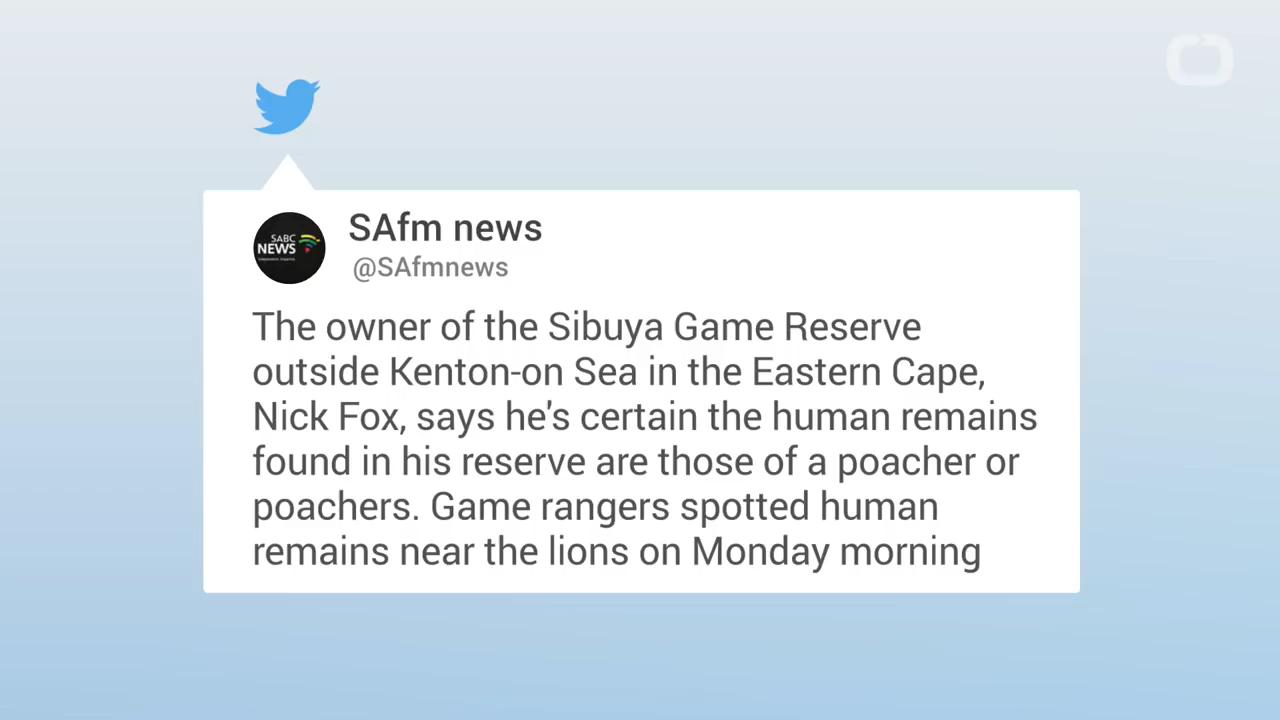 SABC
NEWS
SAfm news
@SAfmnews
The owner of the Sibuya Game Reserve
outside Kenton-on Sea in the Eastern Cape,
Nick Fox, says he's certain the human remains
found in his reserve are those of a poacher or
poachers. Game rangers spotted human
remains near the lions on Monday morning